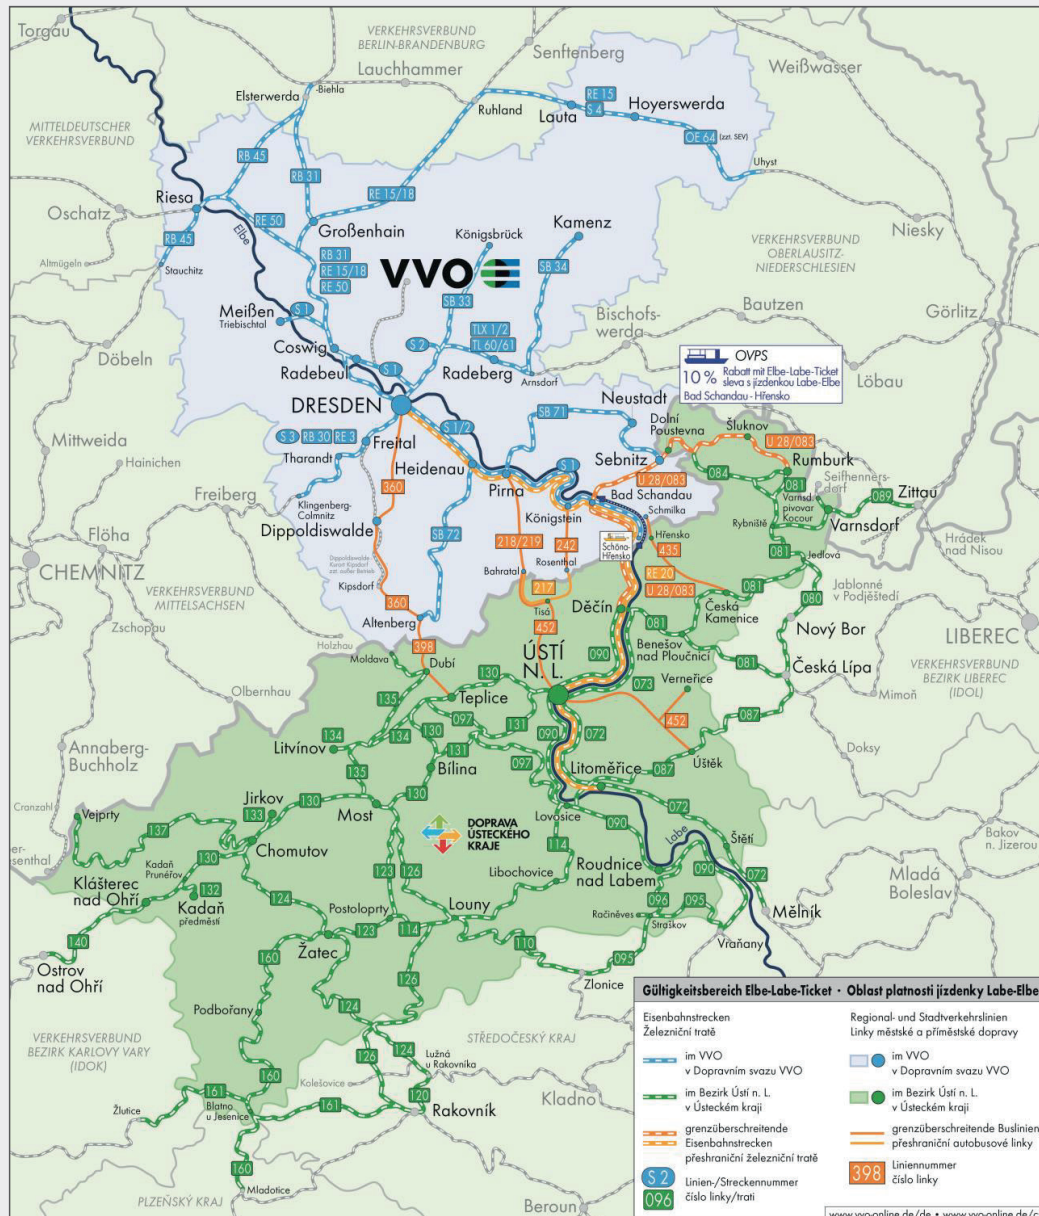 Torgau
VERKEHRSVERBUND
BERLIN-BRANDENBURG
Senftenberg
Weißwasser
Lauchhammer
-Biehla
Elsterwerda
Ruhland
Lauta
RE 15
S 4
Hoyerswerda
OE 64
(zzt. SEV)
Uhyst
MITTELDEUTSCHER
VERKEHRSVERBUND
RB 45
RB 31
RE 15/18
Riesa
RE 50
Oschatz
RB 45
Elbe
Großenhain
Königsbrück
Kamenz
Niesky
Altmügeln
Stauchitz
RB 31
RE 15/18
RE 50
VVO
SB 34
SB 33
VERKEHRSVERBUND
OBERLAUSITZ-
NIEDERSCHLESIEN
Meißen
Triebischtal
S 1
Bautzen
Görlitz
Bischofs-
werda
Döbeln
Coswig
S 2
TLX 1/2
TL 60/61
Radebeul
S 1
Radeberg
Arnsdorf
OVPS
10 % Rabatt mit Elbe-Labe-Ticket
sleva s jízdenkou Labe-Elbe
Bad Schandau - Hřensko
Löbau
DRESDEN
SB 71
Neustadt
Dolní
Poustevna
Šluknov
U 28/083
Mittweida
Hainichen
S 3
RB 30
RE 3
Freital
S 1/2
Tharandt
Heidenau
Pirna
S 1
Sebnitz
U 28/083
Rumburk
084
081
Seifhenners-
dorf
Varnsd.
pivovar
Kocour
089
Zittau
Freiberg
Klingenberg-
Colmnitz
360
Bad Schandau
Königstein
Schmilka
Rybniště
Varnsdorf
Flöha
Dippoldiswalde
SB 72
218/219
242
Schöna-
Hřensko
Hřensko
435
081
Jedlová
Hrádek
nad Nisou
CHEMNITZ
Dippoldiswalde-
Kurort Kipsdorf
zzt. außer Betrieb
Bahratal
Rosenthal
RE 20
U 28/083
081
Jablonné
v Podještědí
Kipsdorf
217
VERKEHRSVERBUND
MITTELSACHSEN
360
Tisá
Děčín
Česká
Kamenice
080
Zschopau
Altenberg
452
081
Nový Bor
LIBEREC
398
Holzhau
Moldava
ÚSTÍ
N. L.
090
Benešov
nad Ploučnicí
081
Česká Lípa
Dubí
130
073
Verneřice
VERKEHRSVERBUND
BEZIRK LIBEREC
(IDOL)
Olbernhau
135
Teplice
097
131
452
087
Mimoň
134
134
130
090
072
Annaberg-
Buchholz
Litvínov
131
097
087
Úštěk
Doksy
Bílina
Litoměřice
135
130
Jirkov
133
130
Most
Lovosice
072
Cranzahl
Vejprty
137
DOPRAVA
ÚSTECKÉHO
KRAJE
090
Labe
Bakov
n. Jizerou
Chomutov
114
Štětí
Kadaň
Prunéřov
130
Klášterec
nad Ohří
132
Kadaň
předměstí
123
126
Libochovice
Roudnice
nad Labem
090
072
Mladá
Boleslav
124
Postoloprty
Louny
096
095
Mělník
140
123
114
Račiněves
Straškov
Vraňany
Ostrov
nad Ohří
Žatec
110
095
160
126
Zlonice
Podbořany
124
VERKEHRSVERBUND
BEZIRK KARLOVY VARY
(IDOK)
STŘEDOČESKÝ KRAJ
126
124
Lužná
u Rakovníka
160
Kolešovice
161
161
120
Kladno
Žlutice
Blatno
u Jesenice
Rakovník
160
Mladotice
PLZEŇSKÝ KRAJ
Beroun
Gültigkeitsbereich Elbe-Labe-Ticket · Oblast platnosti jízdenky Labe-Elbe
Eisenbahnstrecken
Železniční tratě
im VVO
v Dopravním svazu VVO
im Bezirk Ústí n. L.
v Ústeckém kraji
grenzüberschreitende
Eisenbahnstrecken
přeshraniční železniční tratě
S 2
096
Linien-/Streckennummer
číslo linky/trati
Regional- und Stadtverkehrslinien
Linky městské a příměstské dopravy
im VVO
v Dopravním svazu VVO
im Bezirk Ústí n. L.
v Ústeckém kraji
grenzüberschreitende Buslinien
přeshraniční autobusové linky
398
Liniennummer
číslo linky